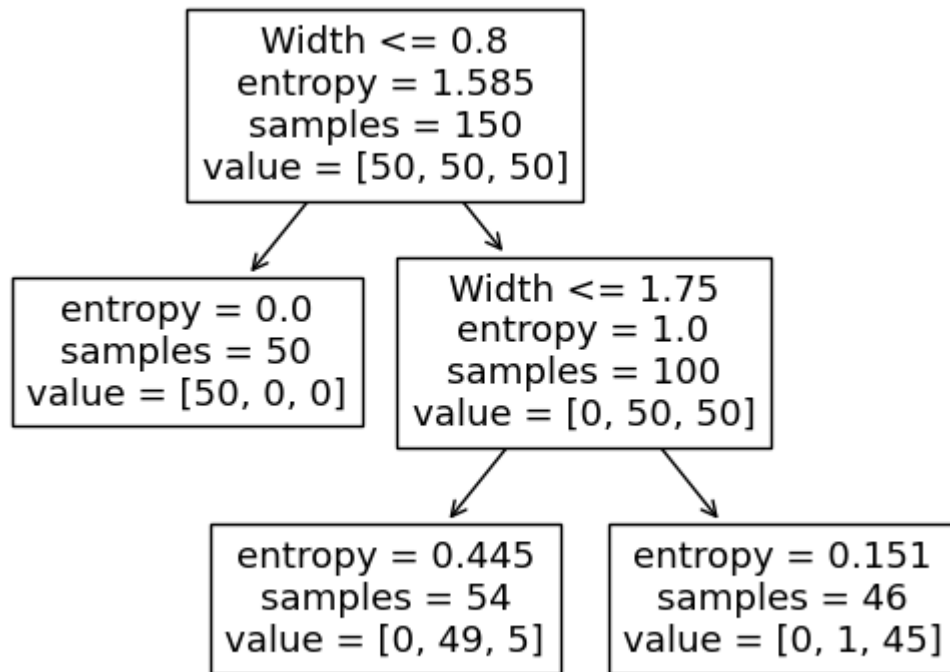 Width <= 0.8
entropy = 1.585
samples = 150
value = [50, 50, 50]
entropy = 0.0
samples = 50
value = [50, 0, 0]
Width <= 1.75
entropy = 1.0
samples = 100
value = [0, 50, 50]
entropy = 0.445
samples = 54
value = [0, 49, 5]
entropy = 0.151
samples = 46
value = [0, 1, 45]